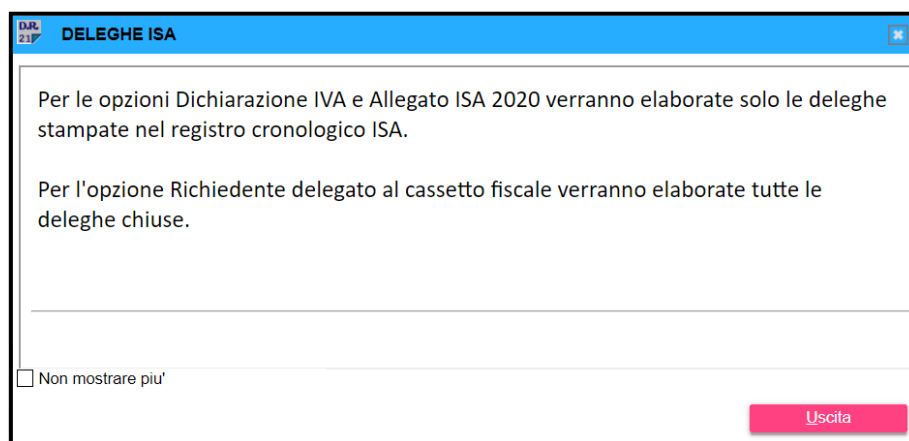 D.R.
21
DELEGHE ISA
Per le opzioni Dichiarazione IVA e Allegato ISA 2020 verranno elaborate solo le deleghe
stampate nel registro cronologico ISA.
Per l'opzione Richiedente delegato al cassetto fiscale verranno elaborate tutte le
deleghe chiuse.
Non mostrare piu'
Uscita